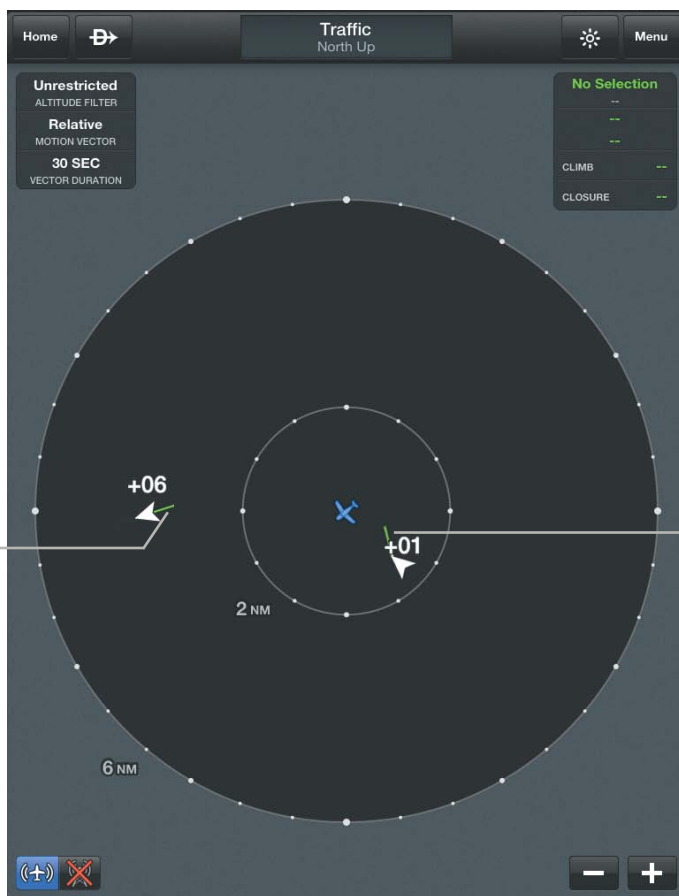 Home
Traffic
North Up
Menu
Unrestricted
ALTITUDE FILTER
Relative
MOTION VECTOR
30 SEC
VECTOR DURATION
No Selection
--
--
--
CLIMB --
CLOSURE --
+06
+01
2 NM
6 NM